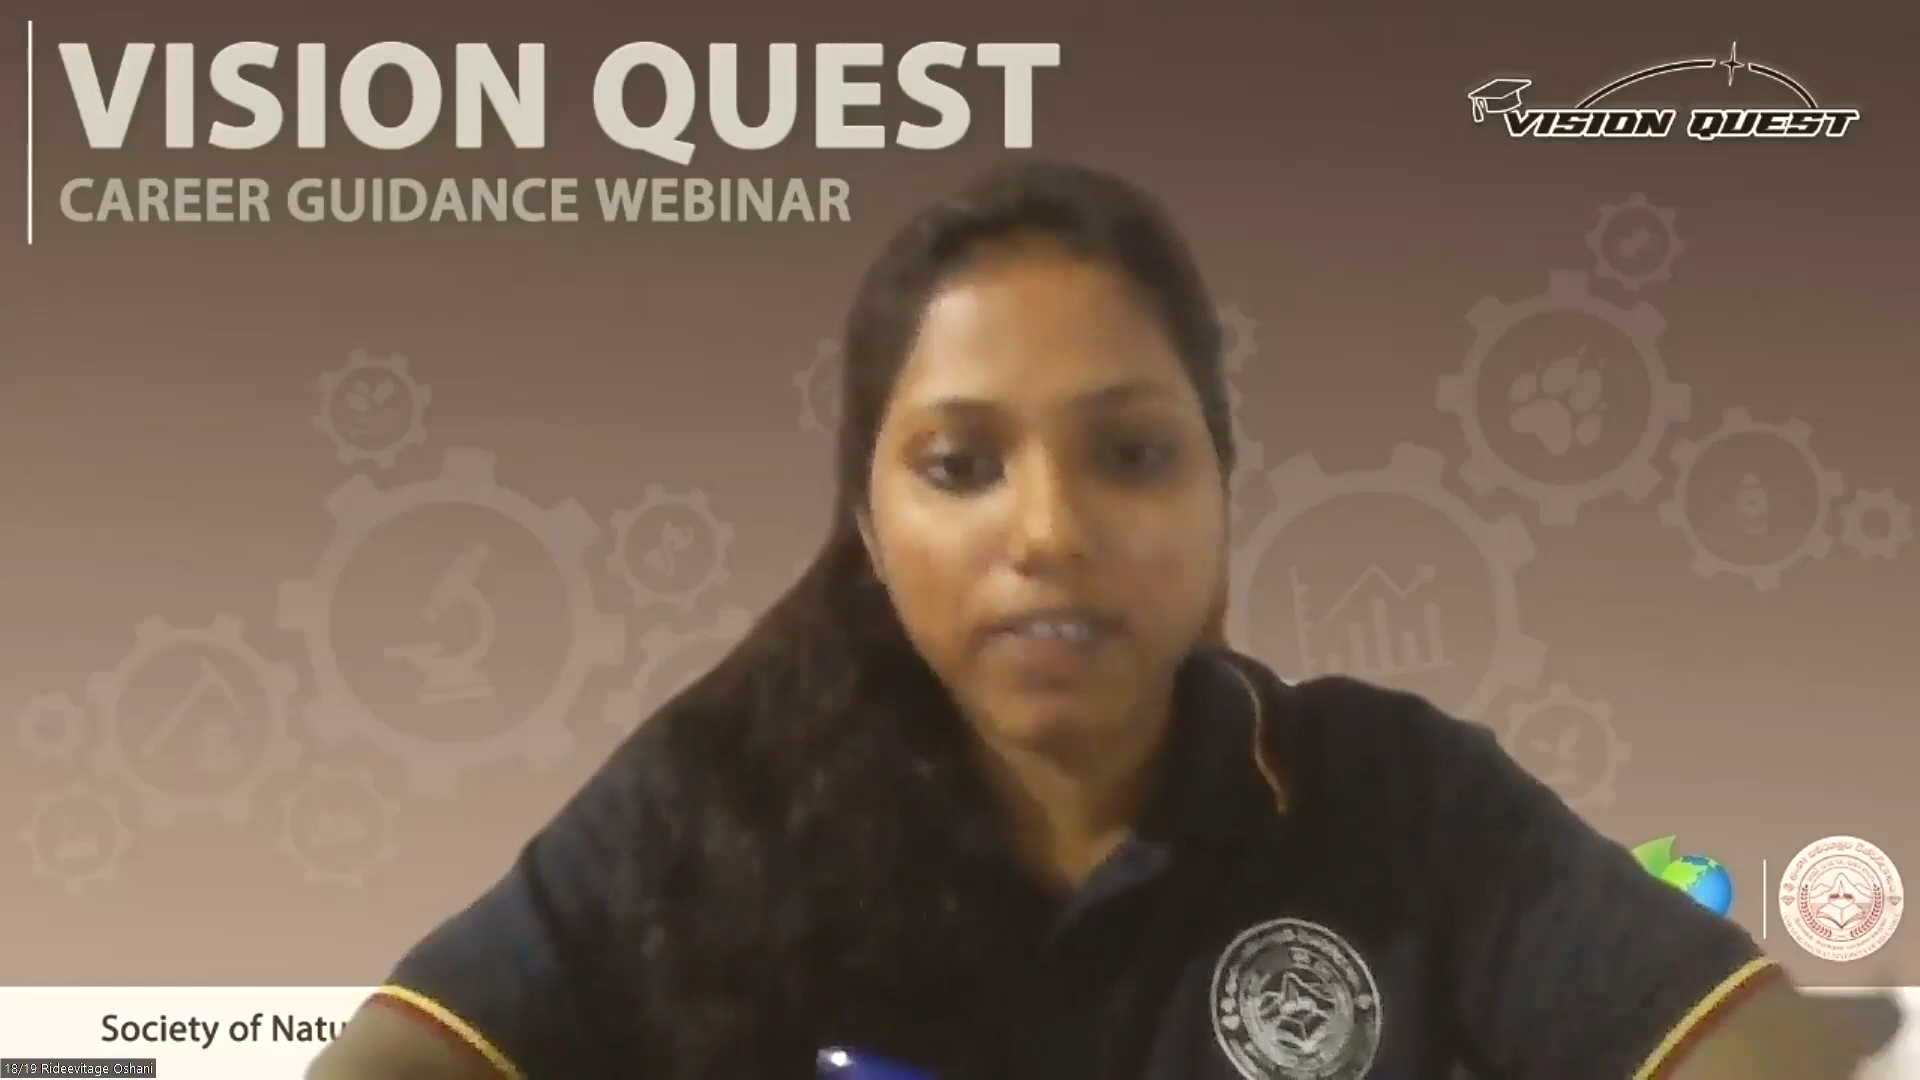 VISION QUEST
CAREER GUIDANCE WEBINAR
VISION QUEST
Society of Natu
18/19 Rideevitage Oshani